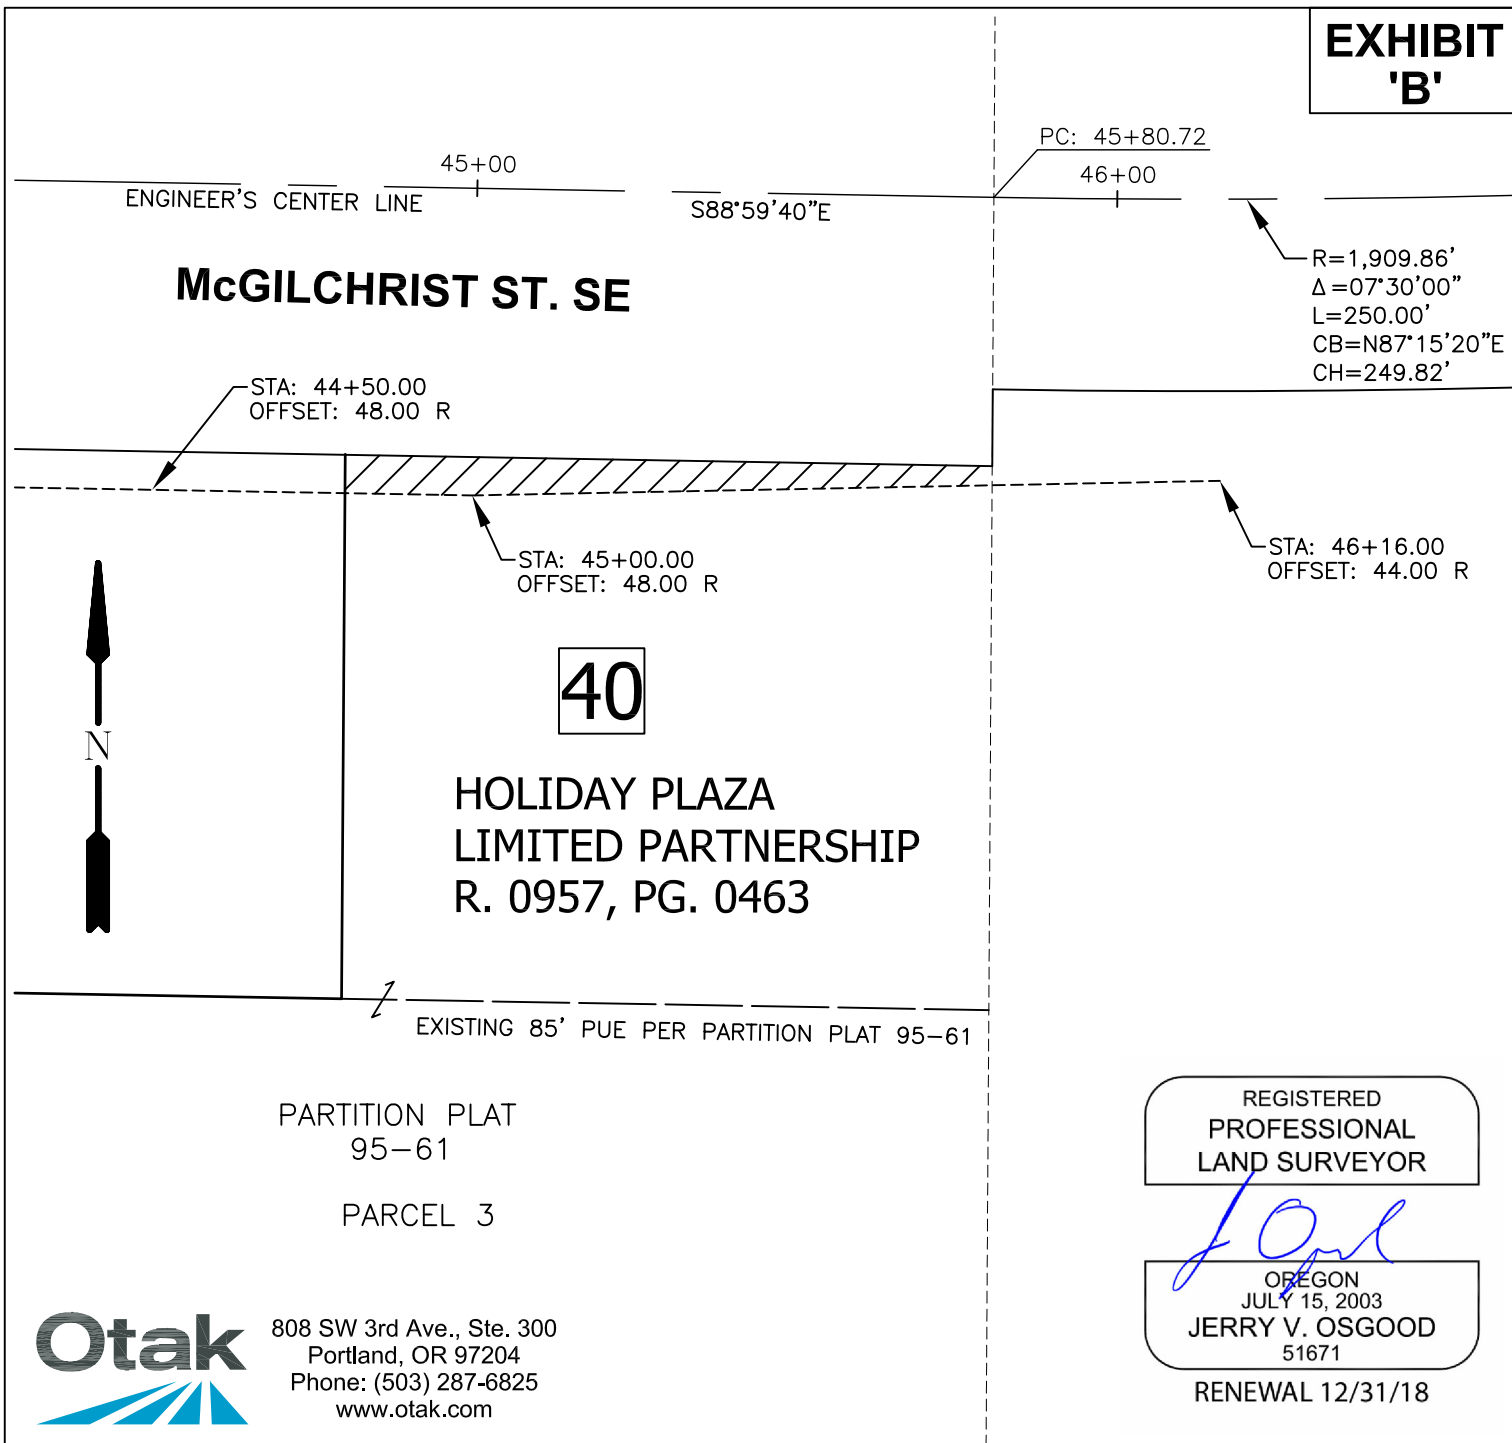 EXHIBIT
'B'
PC: 45+80.72
45+00
46+00
ENGINEER'S CENTER LINE
S88°59'40"E
McGILCHRIST ST. SE
R=1,909.86'
Δ=07°30'00"
L=250.00'
CB=N87°15'20"E
CH=249.82'
STA: 44+50.00
OFFSET: 48.00 R
STA: 45+00.00
OFFSET: 48.00 R
STA: 46+16.00
OFFSET: 44.00 R
40
N
HOLIDAY PLAZA
LIMITED PARTNERSHIP
R. 0957, PG. 0463
EXISTING 85' PUE PER PARTITION PLAT 95-61
PARTITION PLAT
95-61
PARCEL 3
REGISTERED
PROFESSIONAL
LAND SURVEYOR
OREGON
JULY 15, 2003
JERRY V. OSGOOD
51671
RENEWAL 12/31/18
Otak
808 SW 3rd Ave., Ste. 300
Portland, OR 97204
Phone: (503) 287-6825
www.otak.com